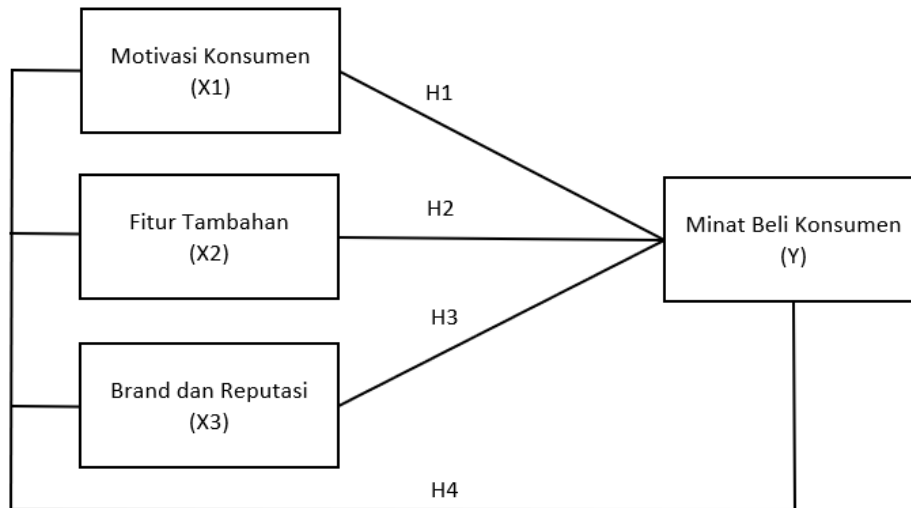 Motivasi Konsumen
(X1)
H1
Fitur Tambahan
(X2)
H2
Minat Beli Konsumen
(Y)
H3
Brand dan Reputasi
(X3)
H4